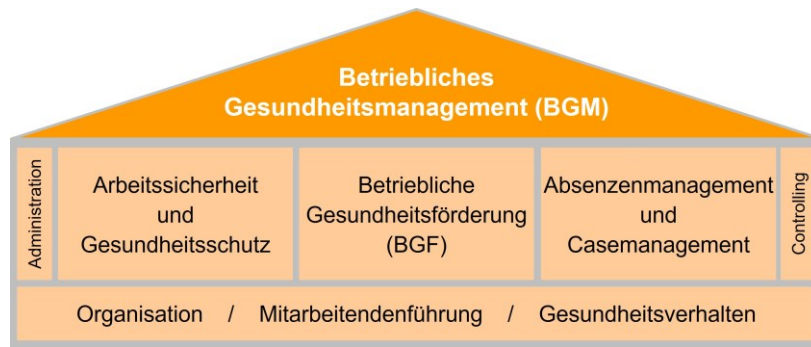 Betriebliches
Gesundheitsmanagement (BGM)
Administration
Arbeitssicherheit
und
Gesundheitsschutz
Betriebliche
Gesundheitsförderung
(BGF)
Absenzenmanagement
und
Casemanagement
Controlling
Organisation / Mitarbeitendenführung / Gesundheitsverhalten